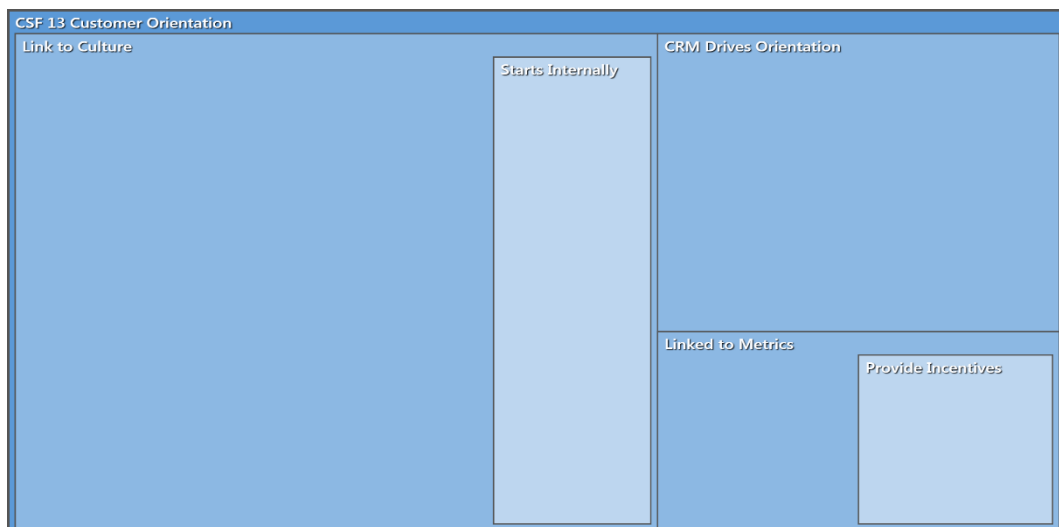 CSF 13 Customer Orientation
Link to Culture
Starts Internally
CRM Drives Orientation
Linked to Metrics
Provide Incentives